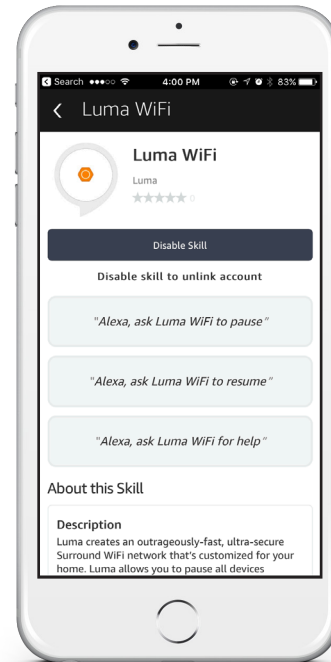 Search 4:00 PM 83%
Luma WiFi
Luma WiFi
Luma
0
Disable Skill
Disable skill to unlink account
"Alexa, ask Luma WiFi to pause"
"Alexa, ask Luma WiFi to resume"
"Alexa, ask Luma WiFi for help"
About this Skill
Description
Luma creates an outrageously-fast, ultra-secure
Surround WiFi network that's customized for your
home. Luma allows you to pause all devices